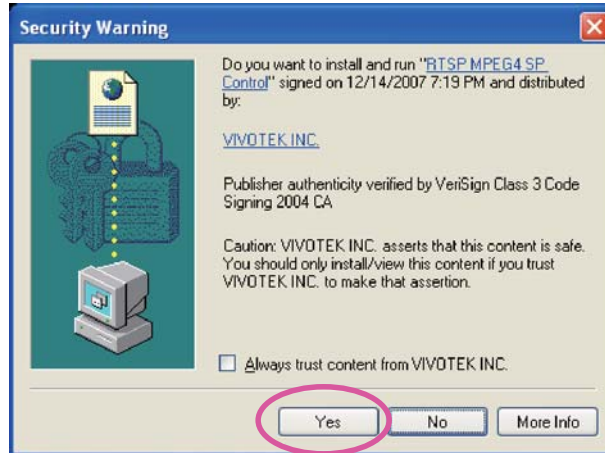 Security Warning
Do you want to install and run "RTSP MPEG4 SP
Control" signed on 12/14/2007 7:19 PM and distributed
by:
VIVOTEK INC.
Publisher authenticity verified by VeriSign Class 3 Code
Signing 2004 CA
Caution: VIVOTEK INC. asserts that this content is safe.
You should only install/view this content if you trust
VIVOTEK INC. to make that assertion.
Always trust content from VIVOTEK INC.
Yes No More Info